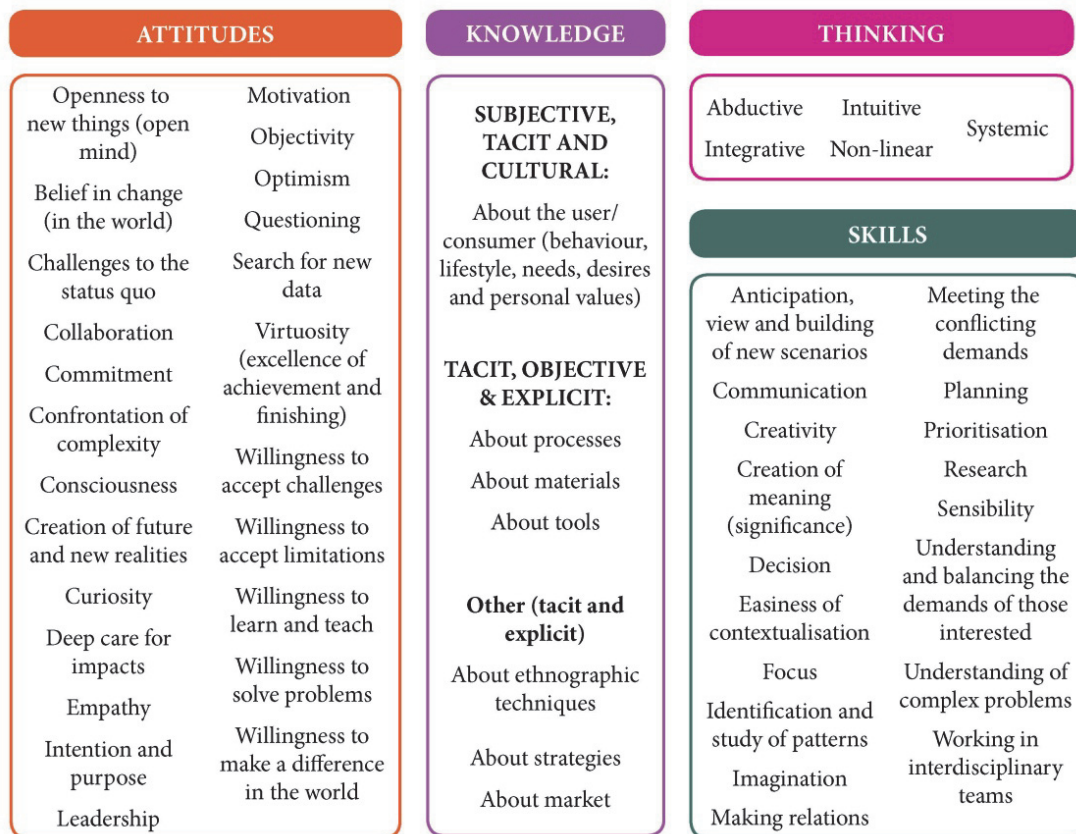 ATTITUDES
Openness to
new things (open
mind)
Belief in change
(in the world)
Challenges to the
status quo
Collaboration
Commitment
Confrontation of
complexity
Consciousness
Creation of future
and new realities
Curiosity
Deep care for
impacts
Empathy
Intention and
purpose
Leadership
Motivation
Objectivity
Optimism
Questioning
Search for new
data
Virtuosity
(excellence of
achievement and
finishing)
Willingness to
accept challenges
Willingness to
accept limitations
Willingness to
learn and teach
Willingness to
solve problems
Willingness to
make a difference
in the world
KNOWLEDGE
SUBJECTIVE,
TACIT AND
CULTURAL:
About the user/
consumer (behaviour,
lifestyle, needs, desires
and personal values)
TACIT, OBJECTIVE
& EXPLICIT:
About processes
About materials
About tools
Other (tacit and
explicit)
About ethnographic
techniques
About strategies
About market
THINKING
Abductive
Integrative
Intuitive
Non-linear
Systemic
SKILLS
Anticipation,
view and building
of new scenarios
Communication
Creativity
Creation of
meaning
(significance)
Decision
Easiness of
contextualisation
Focus
Identification and
study of patterns
Imagination
Making relations
Meeting the
conflicting
demands
Planning
Prioritisation
Research
Sensibility
Understanding
and balancing the
demands of those
interested
Understanding of
complex problems
Working in
interdisciplinary
teams